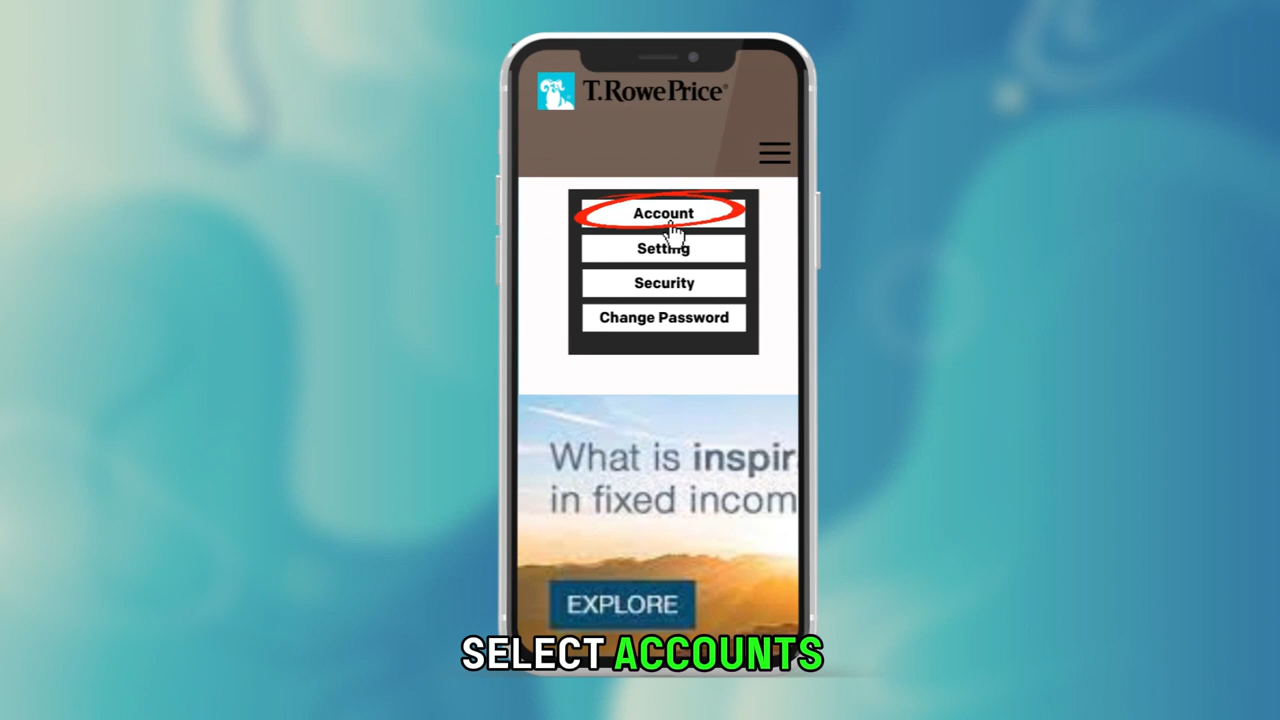 T.RowePrice®
Account
Setting
Security
Change Password
What is inspir
in fixed incom
EXPLORE
SELECT ACCOUNTS